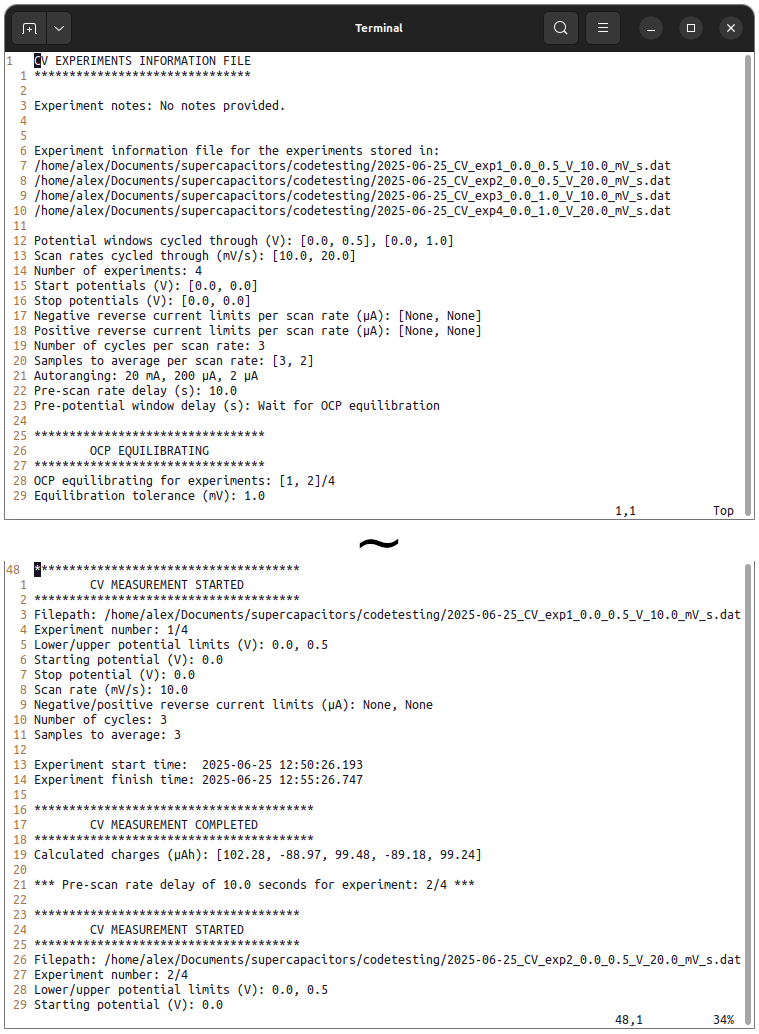 Terminal
1 CV EXPERIMENTS INFORMATION FILE
1 *******************************
2
3 Experiment notes: No notes provided.
4
5
6 Experiment information file for the experiments stored in:
7 /home/alex/Documents/supercapacitors/codetesting/2025-06-25_CV_exp1_0.0_0.5_V_10.0_mV_s.dat
8 /home/alex/Documents/supercapacitors/codetesting/2025-06-25_CV_exp2_0.0_0.5_V_20.0_mV_s.dat
9 /home/alex/Documents/supercapacitors/codetesting/2025-06-25_CV_exp3_0.0_1.0_V_10.0_mV_s.dat
10 /home/alex/Documents/supercapacitors/codetesting/2025-06-25_CV_exp4_0.0_1.0_V_20.0_mV_s.dat
11
12 Potential windows cycled through (V): [0.0, 0.5], [0.0, 1.0]
13 Scan rates cycled through (mV/s): [10.0, 20.0]
14 Number of experiments: 4
15 Start potentials (V): [0.0, 0.0]
16 Stop potentials (V): [0.0, 0.0]
17 Negative reverse current limits per scan rate (µA): [None, None]
18 Positive reverse current limits per scan rate (µA): [None, None]
19 Number of cycles per scan rate: 3
20 Samples to average per scan rate: [3, 2]
21 Autoranging: 20 mA, 200 µA, 2 µA
22 Pre-scan rate delay (s): 10.0
23 Pre-potential window delay (s): Wait for OCP equilibration
24
25 *********************************
26 OCP EQUILIBRATING
27 *********************************
28 OCP equilibrating for experiments: [1, 2]/4
29 Equilibration tolerance (mV): 1.0
1,1 Top
~
48 **************************************
1 CV MEASUREMENT STARTED
2 **************************************
3 Filepath: /home/alex/Documents/supercapacitors/codetesting/2025-06-25_CV_exp1_0.0_0.5_V_10.0_mV_s.dat
4 Experiment number: 1/4
5 Lower/upper potential limits (V): 0.0, 0.5
6 Starting potential (V): 0.0
7 Stop potential (V): 0.0
8 Scan rate (mV/s): 10.0
9 Negative/positive reverse current limits (µA): None, None
10 Number of cycles: 3
11 Samples to average: 3
12
13 Experiment start time:  2025-06-25 12:50:26.193
14 Experiment finish time: 2025-06-25 12:55:26.747
15
16 ****************************************
17 CV MEASUREMENT COMPLETED
18 ****************************************
19 Calculated charges (µAh): [102.28, -88.97, 99.48, -89.18, 99.24]
20
21 *** Pre-scan rate delay of 10.0 seconds for experiment: 2/4 ***
22
23 **************************************
24 CV MEASUREMENT STARTED
25 **************************************
26 Filepath: /home/alex/Documents/supercapacitors/codetesting/2025-06-25_CV_exp2_0.0_0.5_V_20.0_mV_s.dat
27 Experiment number: 2/4
28 Lower/upper potential limits (V): 0.0, 0.5
29 Starting potential (V): 0.0
48,1 34%